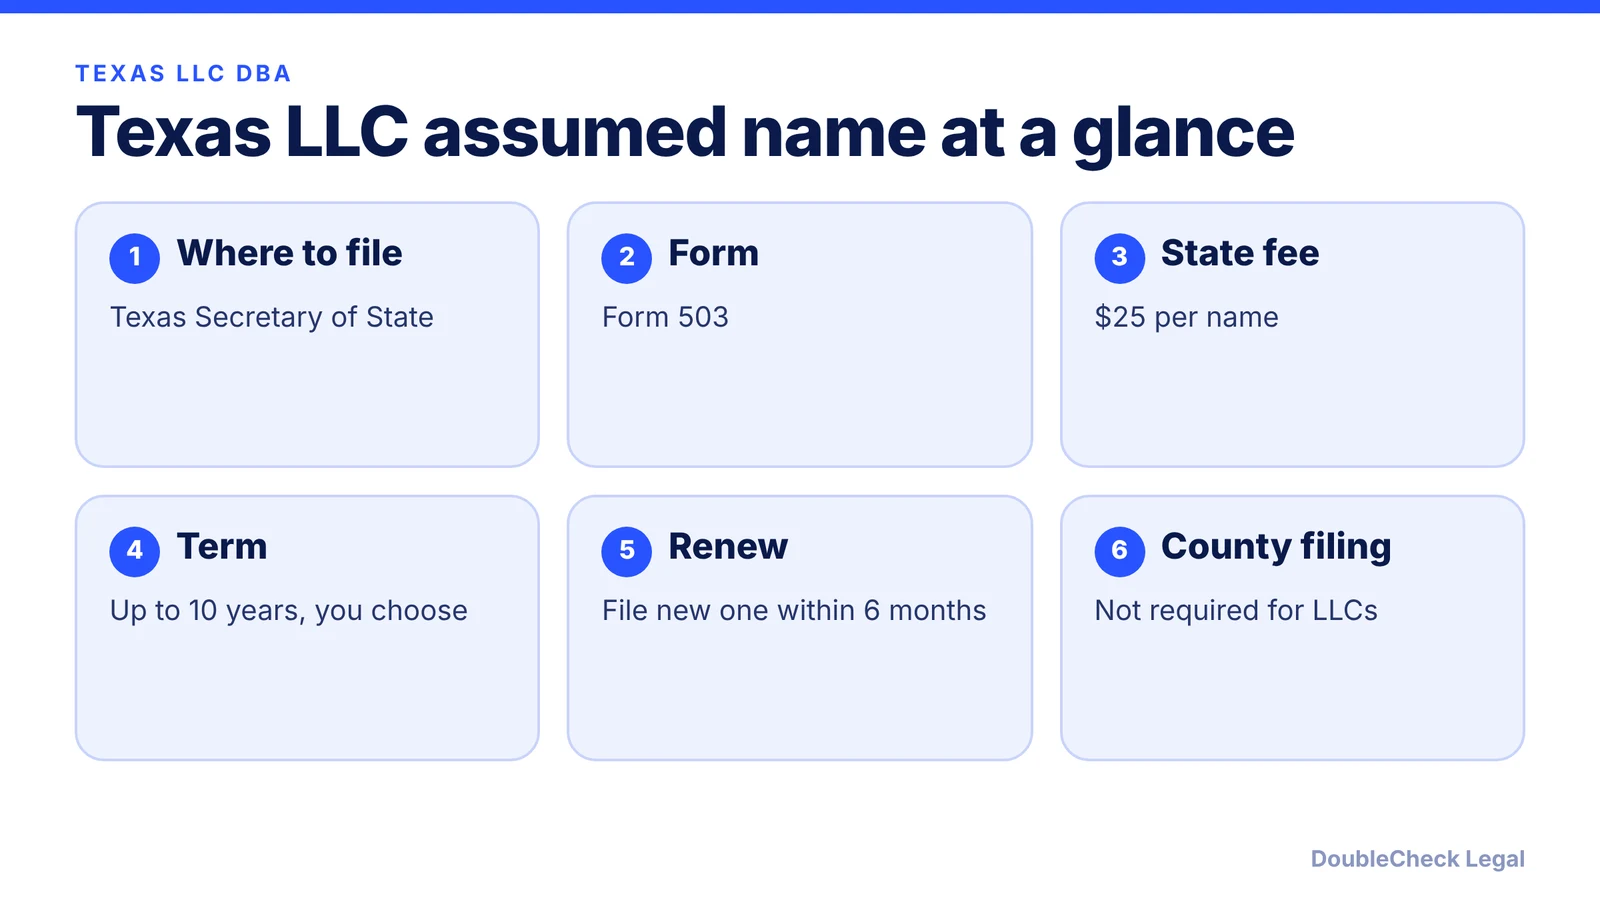 TEXAS LLC DBA
Texas LLC assumed name at a glance
1 Where to file
Texas Secretary of State
2 Form
Form 503
3 State fee
$25 per name
4 Term
Up to 10 years, you choose
5 Renew
File new one within 6 months
6 County filing
Not required for LLCs
DoubleCheck Legal